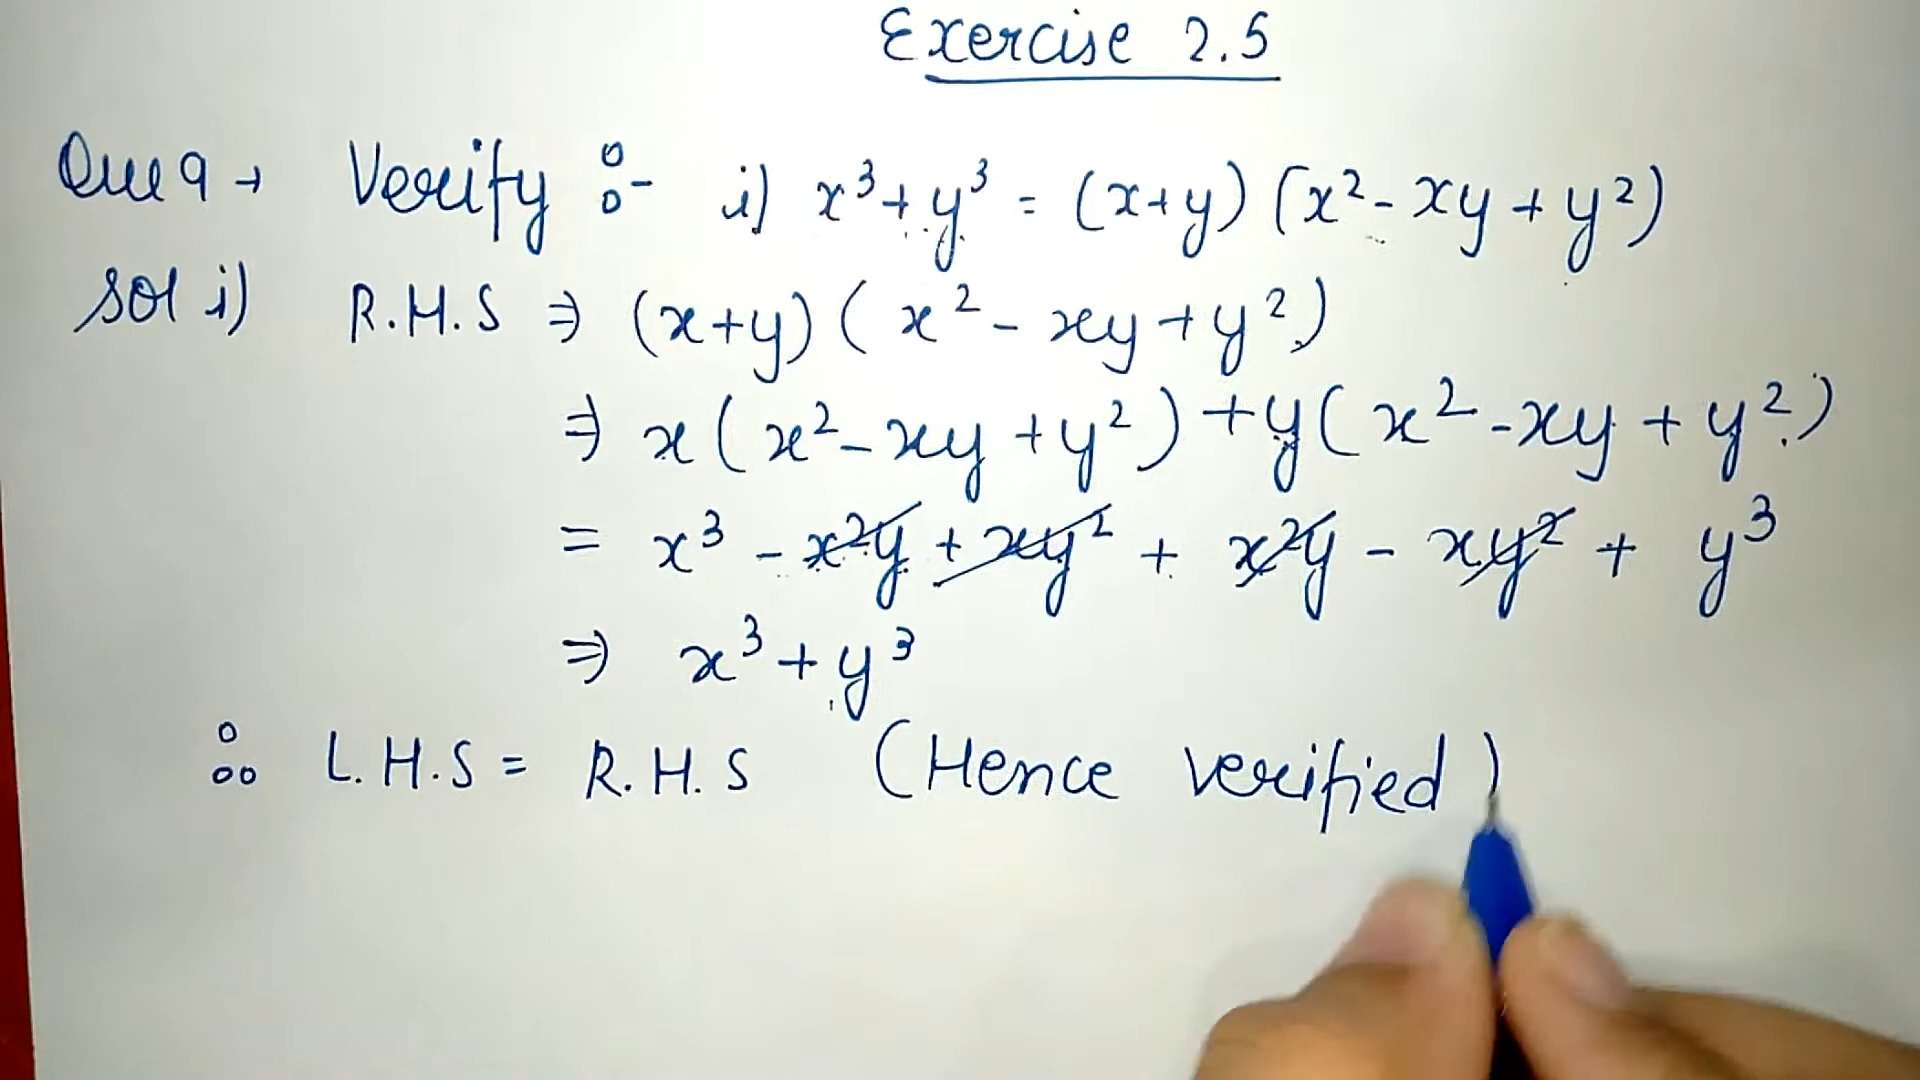 Exercise 2.5
Que 9 → Verify :- i) x³ + y³ = (x+y) (x² - xy + y²)
sol i) R.H.S ⇒ (x+y) ( x² - xy + y²)
⇒ x ( x² - xy + y² ) + y ( x² - xy + y² )
= x³ - x²y + xy² + x²y - xy² + y³
⇒ x³ + y³
∴ L.H.S = R.H.S (Hence verified)